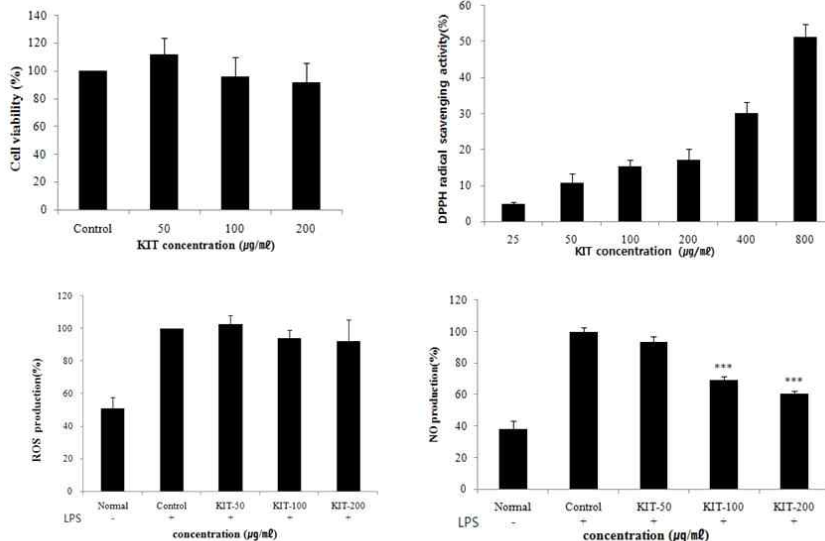 Cell viability (%)
140
120
100
80
60
40
20
0
Control 50 100 200
KIT concentration (µg/mℓ)
DPPH radical scavenging activity(%)
60
50
40
30
20
10
0
25 50 100 200 400 800
KIT concentration (µg/mℓ)
ROS production(%)
120
100
80
60
40
20
0
Normal Control KIT-50 KIT-100 KIT-200
LPS - + + + +
concentration (µg/mℓ)
NO production(%)
120
100
80
60
40
20
0
*** ***
Normal Control KIT-50 KIT-100 KIT-200
LPS - + + + +
concentration (µg/mℓ)